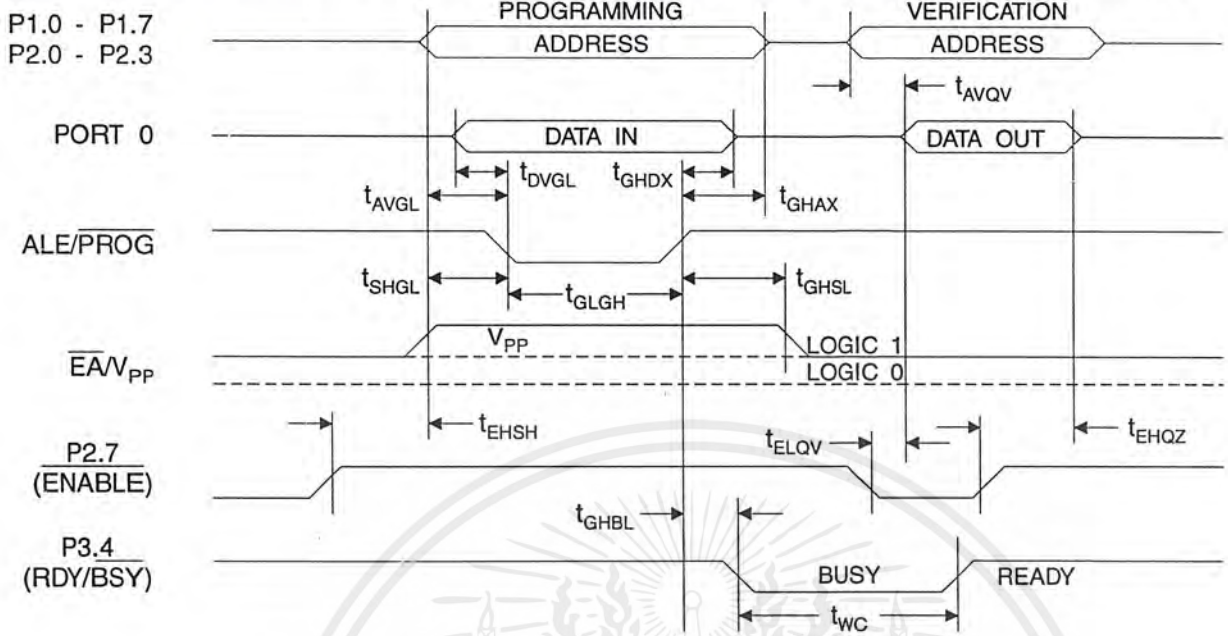 PROGRAMMING VERIFICATION
P1.0 - P1.7
P2.0 - P2.3
ADDRESS ADDRESS
tAVQV
PORT 0 DATA IN DATA OUT
tDVGL tGHDX
tAVGL tGHAX
ALE/PROG
tSHGL tGLGH tGHSL
VPP LOGIC 1
EA/VPP LOGIC 0
tEHSH tELQV tEHQZ
P2.7
(ENABLE)
tGHBL
P3.4
(RDY/BSY) BUSY READY
tWC